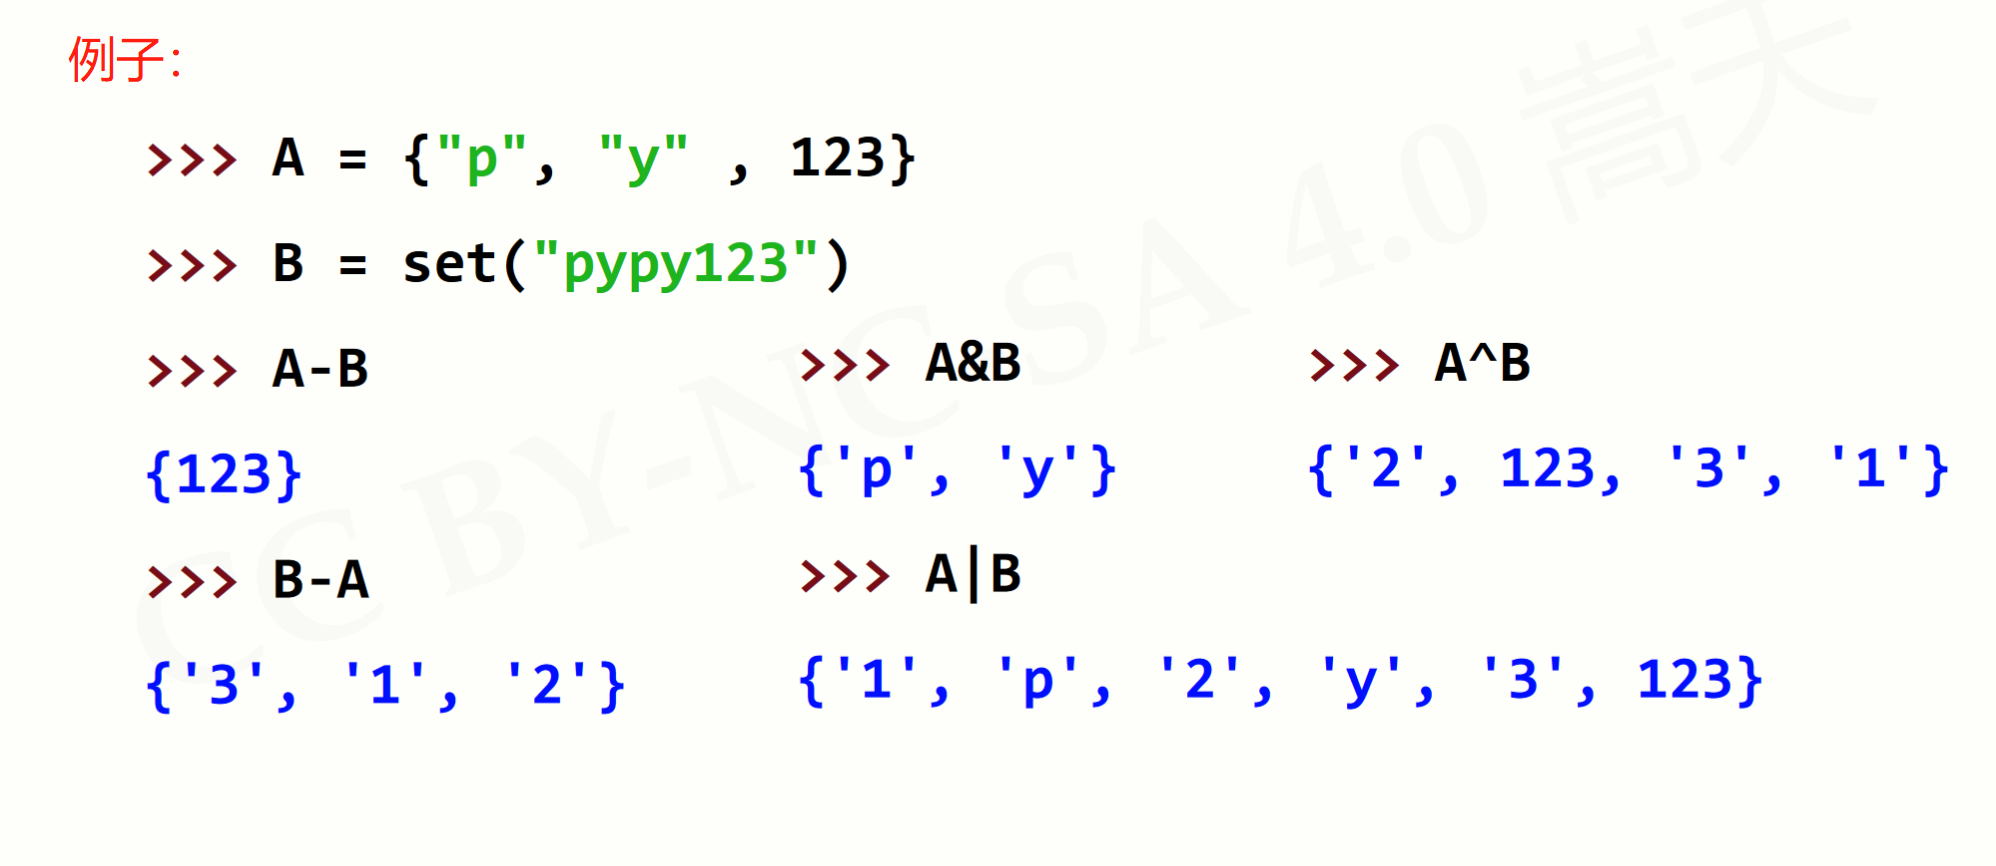 例子：
>>> A = {"p", "y" , 123}
>>> B = set("pypy123")
>>> A-B
{123}
>>> B-A
{'3', '1', '2'}
>>> A&B
{'p', 'y'}
>>> A|B
{'1', 'p', '2', 'y', '3', 123}
>>> A^B
{'2', 123, '3', '1'}
CC BY-NC SA 4.0 嵩天